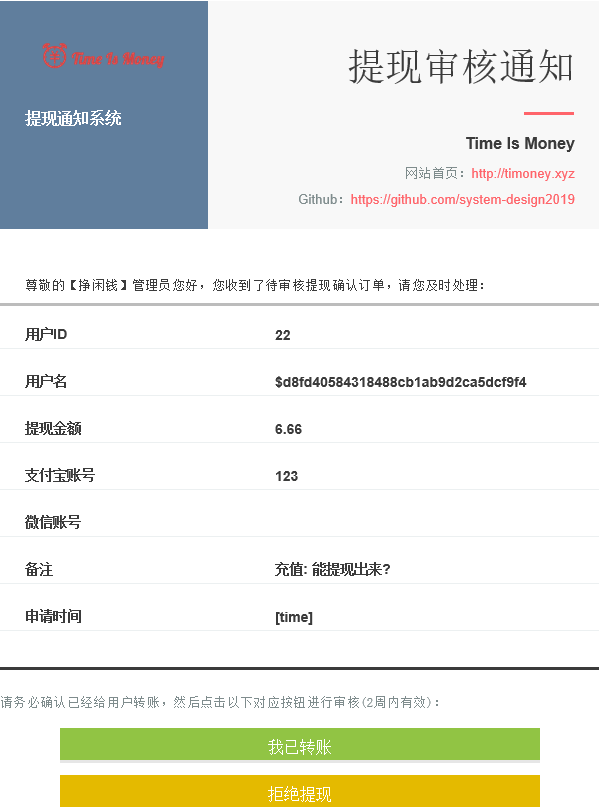 Time Is Money
提现通知系统
提现审核通知
Time Is Money
网站首页：http://timoney.xyz
Github：https://github.com/system-design2019
尊敬的【挣闲钱】管理员您好，您收到了待审核提现确认订单，请您及时处理：
用户ID 22
用户名 $d8fd40584318488cb1ab9d2ca5dcf9f4
提现金额 6.66
支付宝账号 123
微信账号
备注 充值: 能提现出来?
申请时间 [time]
请务必确认已经给用户转账，然后点击以下对应按钮进行审核(2周内有效)：
我已转账
拒绝提现